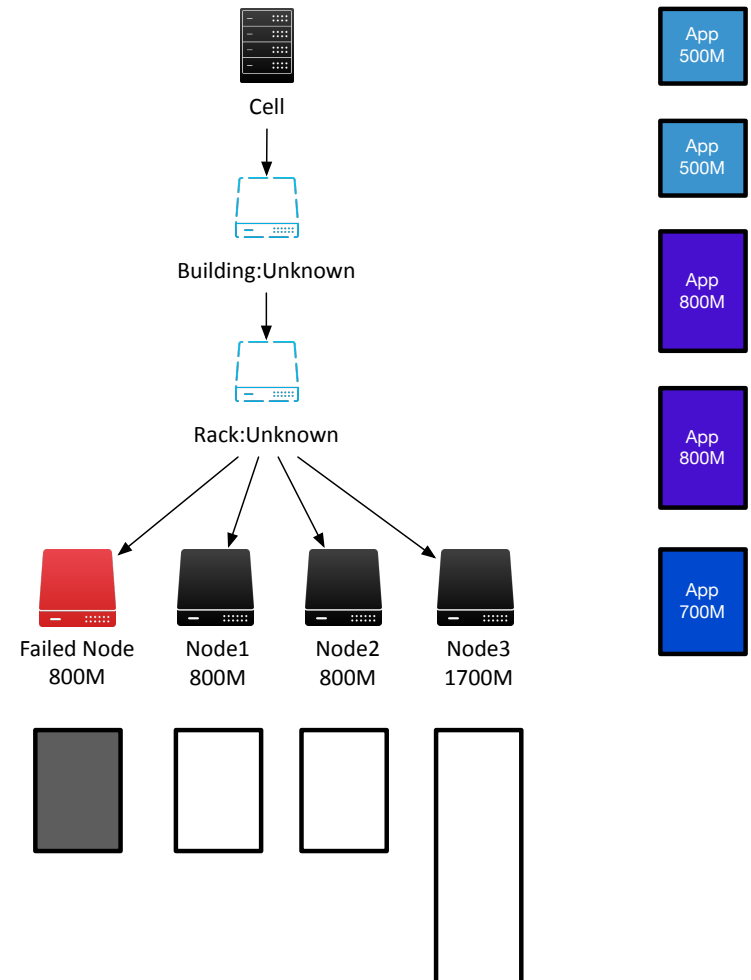 Cell
Building:Unknown
Rack:Unknown
Failed Node
800M
Node1
800M
Node2
800M
Node3
1700M
App
500M
App
500M
App
800M
App
800M
App
700M